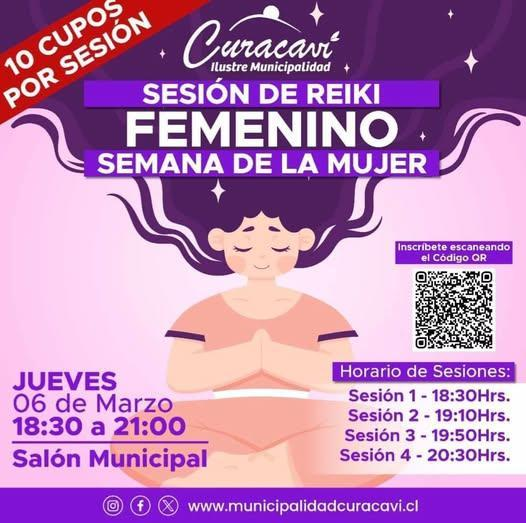 10 CUPOS
POR SESIÓN
Curacaví
Ilustre Municipalidad
SESIÓN DE REIKI
FEMENINO
SEMANA DE LA MUJER
Inscríbete escaneando
el Código QR
JUEVES
06 de Marzo
18:30 a 21:00
Salón Municipal
Horario de Sesiones:
Sesión 1 - 18:30Hrs.
Sesión 2 - 19:10Hrs.
Sesión 3 - 19:50Hrs.
Sesión 4 - 20:30Hrs.
www.municipalidadcuracavi.cl